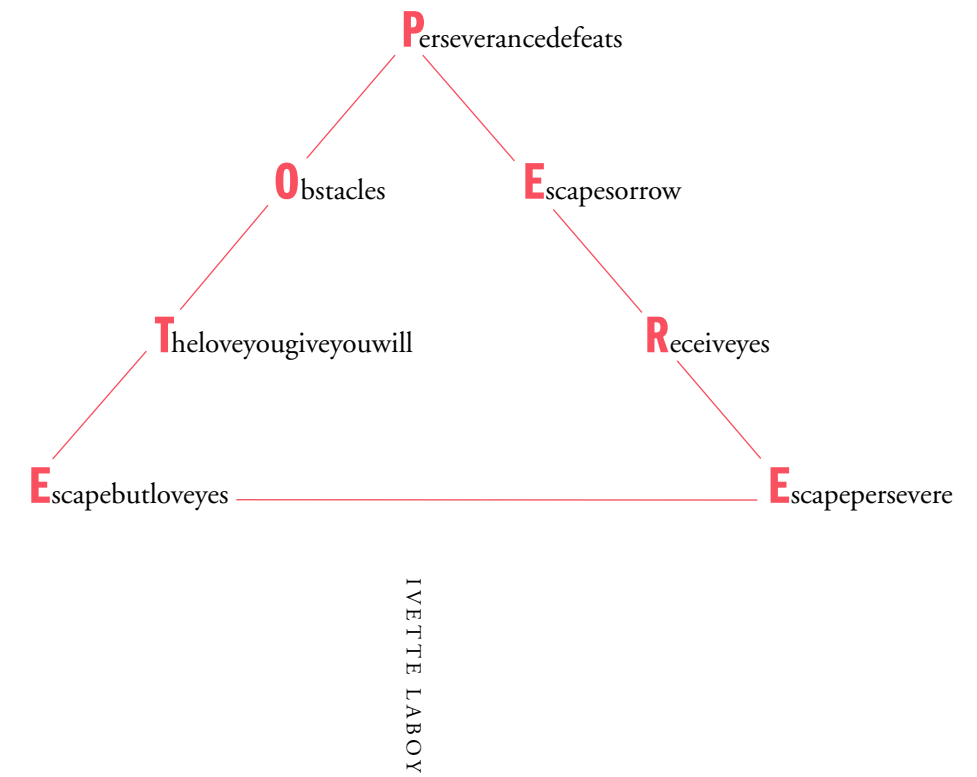 Perseverancedefeats
Obstacles Escapesorrow
Theloveyougiveyouwill Receiveyes
Escapebutloveyes Escapepersevere
IVETTE LABOY